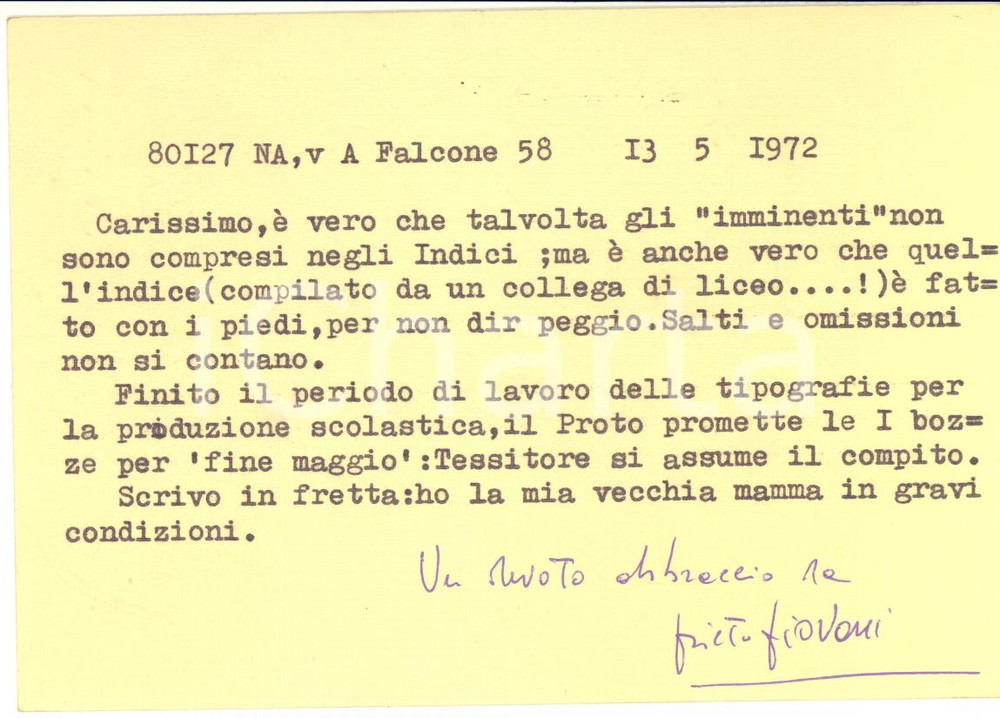 80I27 NA,v A Falcone 58 I3 5 I972
Carissimo,è vero che talvolta gli "imminenti"non
sono compresi negli Indici ;ma è anche vero che quel=
l'indice(compilato da un collega di liceo....!)è fat=
to con i piedi,per non dir peggio.Salti e omissioni
non si contano.
Finito il periodo di lavoro delle tipografie per
la produzione scolastica,il Proto promette le I boz=
ze per 'fine maggio':Tessitore si assume il compito.
Scrivo in fretta:ho la mia vecchia mamma in gravi
condizioni.
Un devoto abbraccio da
Piovani